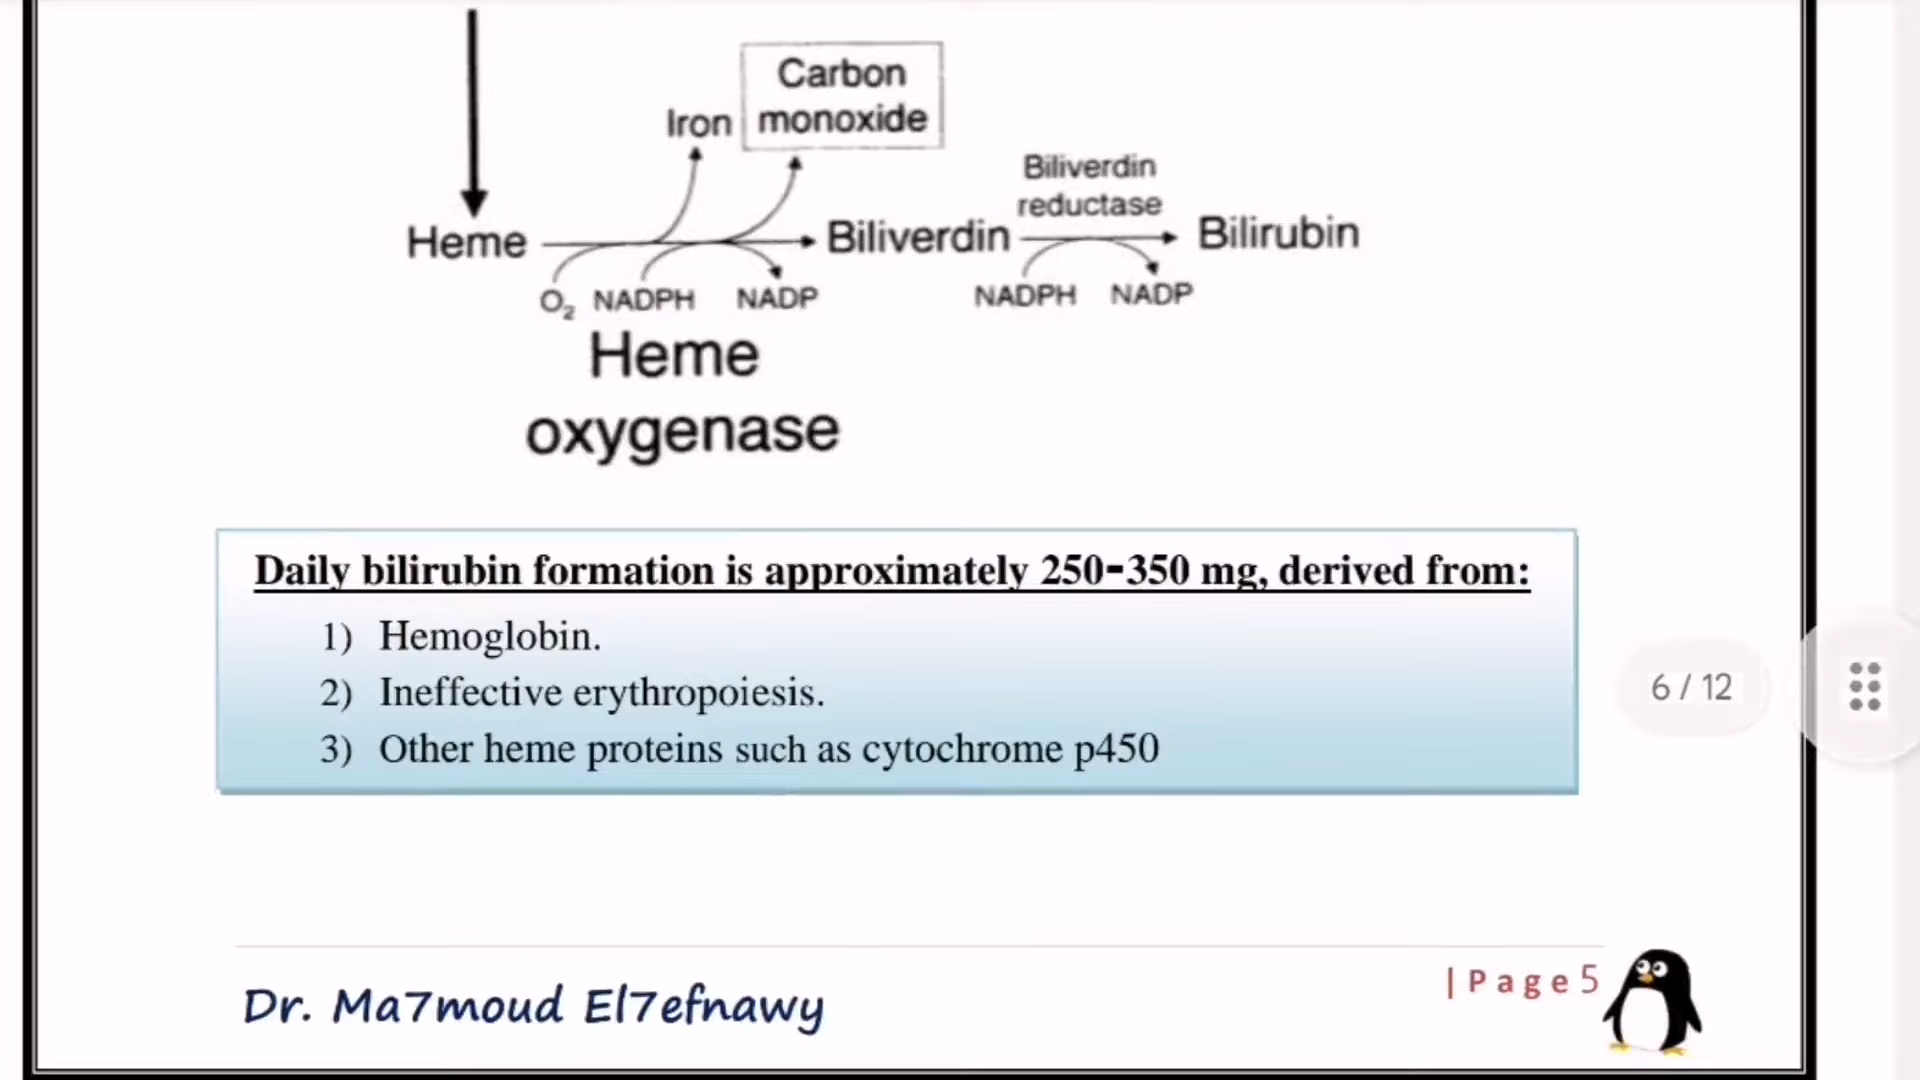 Carbon
Iron monoxide
Biliverdin
reductase
Heme Biliverdin Bilirubin
O₂ NADPH NADP NADPH NADP
Heme
oxygenase
Daily bilirubin formation is approximately 250-350 mg, derived from:
1) Hemoglobin.
2) Ineffective erythropoiesis.
3) Other heme proteins such as cytochrome p450
6 / 12
| Page 5
Dr. Ma7moud El7efnawy